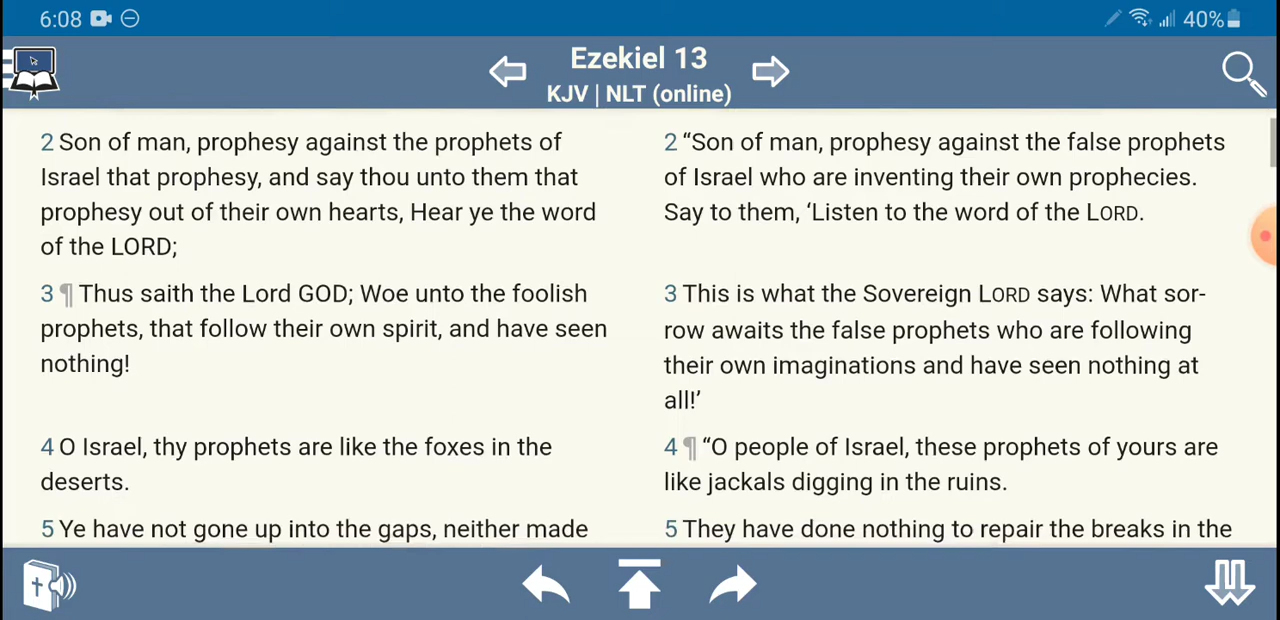 6:08
40%
Ezekiel 13
KJV | NLT (online)
2 Son of man, prophesy against the prophets of
Israel that prophesy, and say thou unto them that
prophesy out of their own hearts, Hear ye the word
of the LORD;
3 ¶ Thus saith the Lord GOD; Woe unto the foolish
prophets, that follow their own spirit, and have seen
nothing!
4 O Israel, thy prophets are like the foxes in the
deserts.
5 Ye have not gone up into the gaps, neither made
2 “Son of man, prophesy against the false prophets
of Israel who are inventing their own prophecies.
Say to them, ‘Listen to the word of the LORD.
3 This is what the Sovereign LORD says: What sor-
row awaits the false prophets who are following
their own imaginations and have seen nothing at
all!’
4 ¶ “O people of Israel, these prophets of yours are
like jackals digging in the ruins.
5 They have done nothing to repair the breaks in the